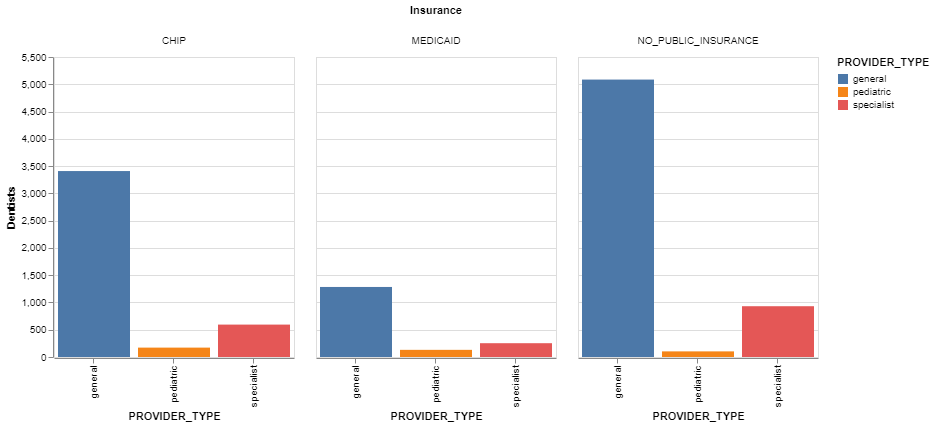 Insurance
CHIP
MEDICAID
NO_PUBLIC_INSURANCE
PROVIDER_TYPE
general
pediatric
specialist
Dentists
5,500
5,000
4,500
4,000
3,500
3,000
2,500
2,000
1,500
1,000
500
0
general
pediatric
specialist
general
pediatric
specialist
general
pediatric
specialist
PROVIDER_TYPE
PROVIDER_TYPE
PROVIDER_TYPE